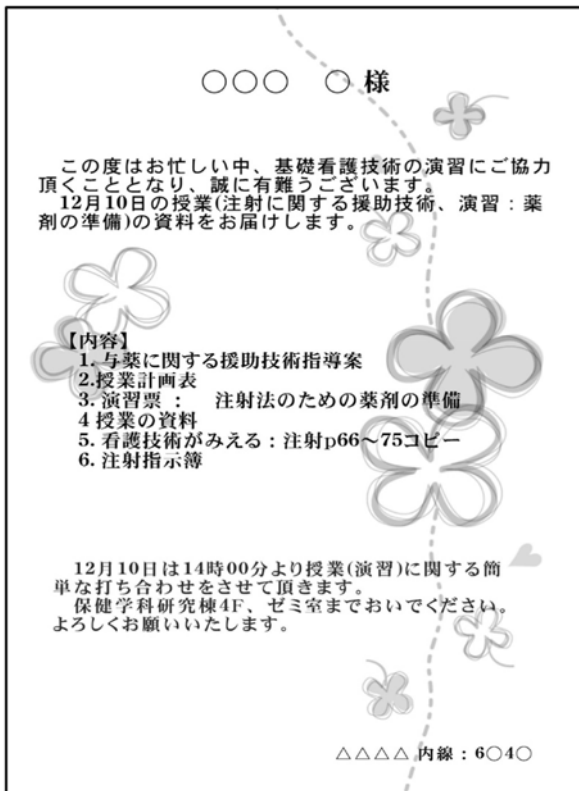 ○○○　○ 様
この度はお忙しい中、基礎看護技術の演習にご協力
頂くこととなり、誠に有難うございます。
12月10日の授業(注射に関する援助技術、演習：薬
剤の準備)の資料をお届けします。
【内容】
1. 与薬に関する援助技術指導案
2.授業計画表
3. 演習票：　注射法のための薬剤の準備
4 授業の資料
5. 看護技術がみえる：注射p66～75コピー
6. 注射指示簿
12月10日は14時00分より授業(演習)に関する簡
単な打ち合わせをさせて頂きます。
保健学科研究棟4F、ゼミ室までおいでください。
よろしくお願いいたします。
△△△△ 内線：6○4○